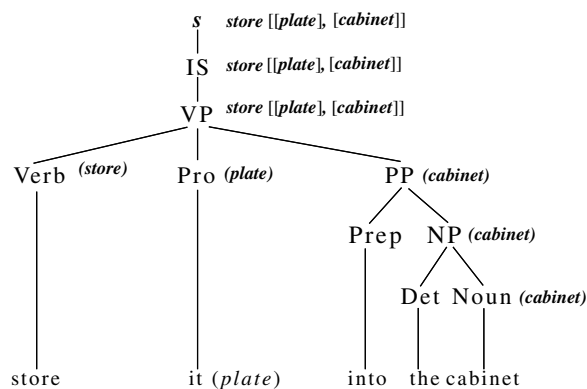 s store [[plate], [cabinet]]
IS store [[plate], [cabinet]]
VP store [[plate], [cabinet]]
Verb (store) Pro (plate) PP (cabinet)
Prep NP (cabinet)
Det Noun (cabinet)
store it (plate) into the cabinet